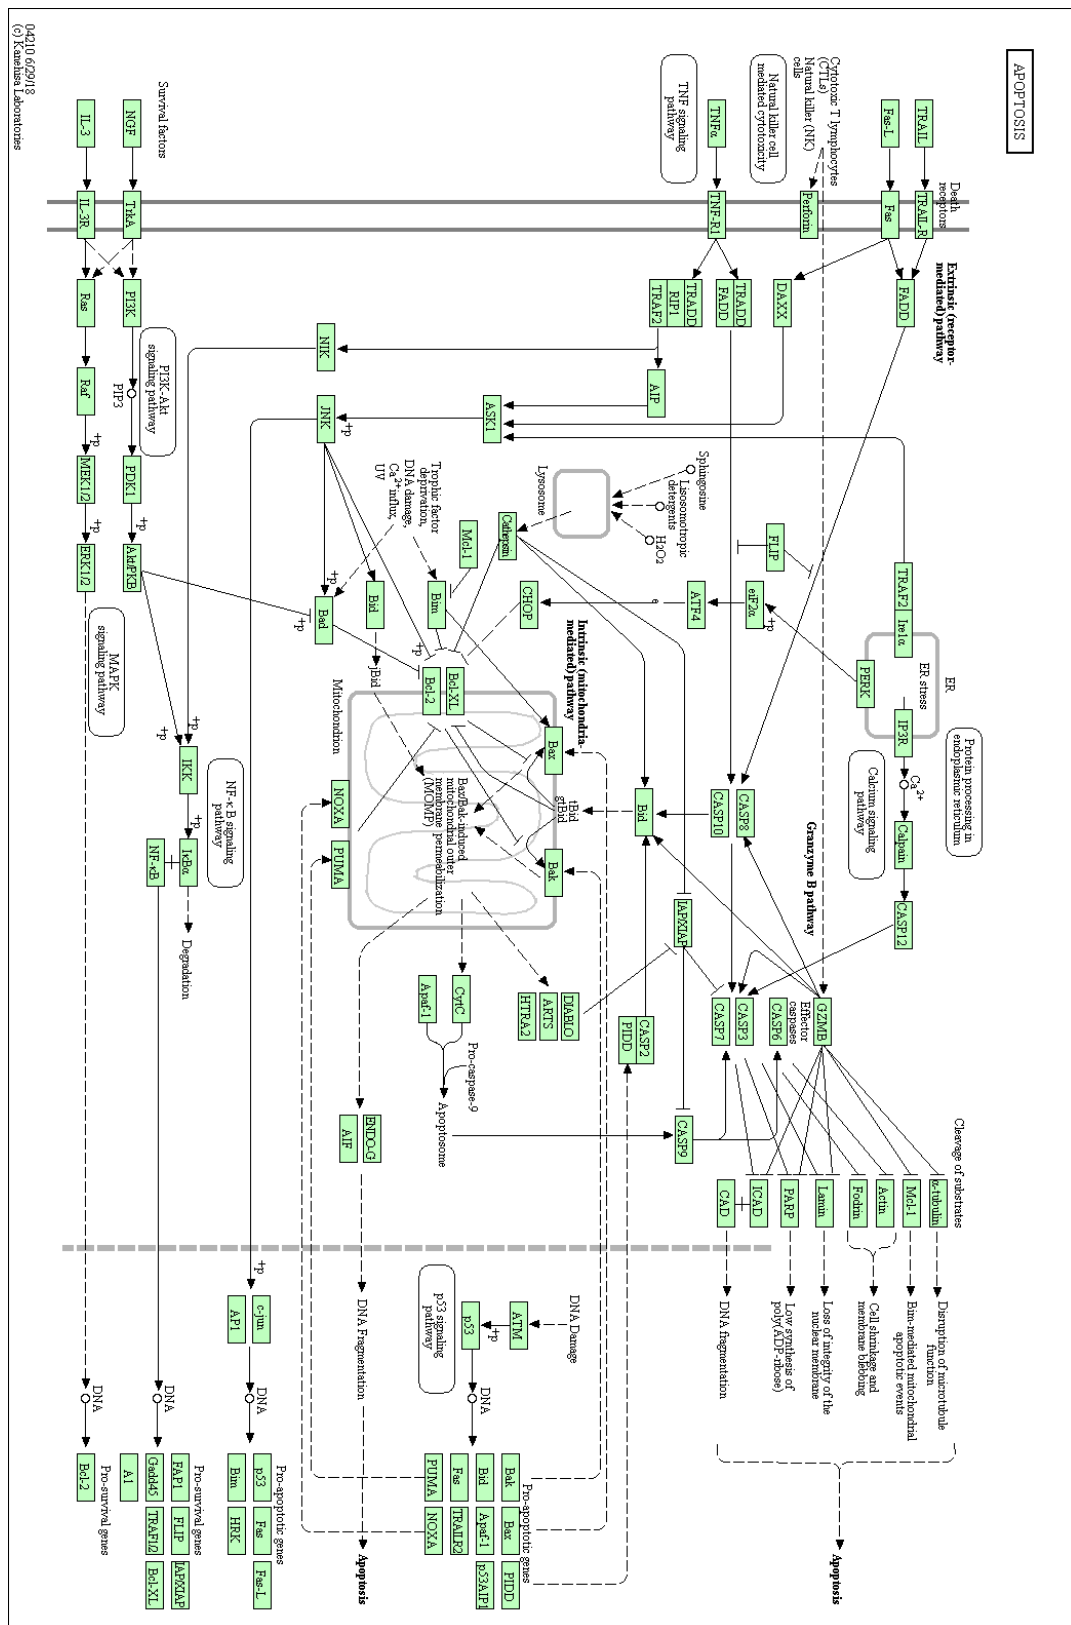 APOPTOSIS
Death
receptors
Extrinsic (receptor-
mediated) pathway
TRAIL
TRAIL-R
Fas-L
Fas
FADD
Cytotoxic T lymphocytes
(CTLs)
Natural killer (NK)
cells
Perforin
Natural killer cell
mediated cytotoxicity
DAXX
TNF signaling
pathway
TNFα
TNF-R1
TRADD
FADD
TRADD
RIP1
TRAF2
AIP
ASK1
NIK
JNK
+p
Survival factors
NGF
TrkA
PI3K
PIP3
PDK1
+p
Akt/PKB
PI3K-Akt
signaling pathway
IL-3
IL-3R
Ras
Raf
+p
MEK1/2
+p
ERK1/2
MAPK
signaling pathway
ER
ER
stress
Protein processing in
endoplasmic reticulum
TRAF2
Ire1α
PERK
IP3R
Ca2+
Calpain
CASP12
Calcium signaling
pathway
Granzyme B pathway
FLIP
eiF2α
+p
ATF4
e
CHOP
Sphingosine
Lisosomotropic
detergents
H2O2
Lysosome
Cathepsin
Mcl-1
Trophic factor
deprivation,
DNA damage,
Ca2+ influx,
UV
Bim
Bid
Bad
+p
+p
+p
jBid
Intrinsic (mitochondria-
mediated) pathway
Bcl-XL
Bcl-2
Mitochondrion
Bax
Bak
tBid
gtBid
Bax/Bak-induced
mitochondrial outer
membrane permeabilization
(MOMP)
NOXA
PUMA
CASP8
CASP10
Bid
IAP/XIAP
GZMB
Effector
caspases
CASP6
CASP3
CASP7
CASP2
PIDD
DIABLO
ARTS
HTRA2
CytC
Apaf-1
Pro-caspase-9
Apoptosome
CASP9
ENDO-G
AIF
+p
+p
IKK
+p
IκBα
NF-κB
Degradation
NF-κB signaling
pathway
Cleavage of substrates
α-tubulin
Mcl-1
Actin
Fodrin
Lamin
PARP
ICAD
CAD
Disruption of microtubule
function
Bim-mediated mitochondrial
apoptotic events
Cell shrinkage and
membrane blebbing
Loss of integrity of the
nuclear membrane
Low synthesis of
poly(ADP-ribose)
DNA fragmentation
Apoptosis
DNA Damage
ATM
+p
p53
p53 signaling
pathway
DNA
Pro-apoptotic genes
Bak
Bax
PIDD
Bid
Apaf-1
p53AIP1
Fas
TRAILR2
PUMA
NOXA
DNA Fragmentation
Apoptosis
+p
c-jun
AP1
DNA
Pro-apoptotic genes
p53
Fas
Fas-L
Bim
HRK
DNA
Pro-survival genes
FAP1
FLIP
IAP/XIAP
Gadd45
TRAF1/2
Bcl-XL
A1
DNA
Pro-survival genes
Bcl-2
04210 6/29/18
(c) Kanehisa Laboratories